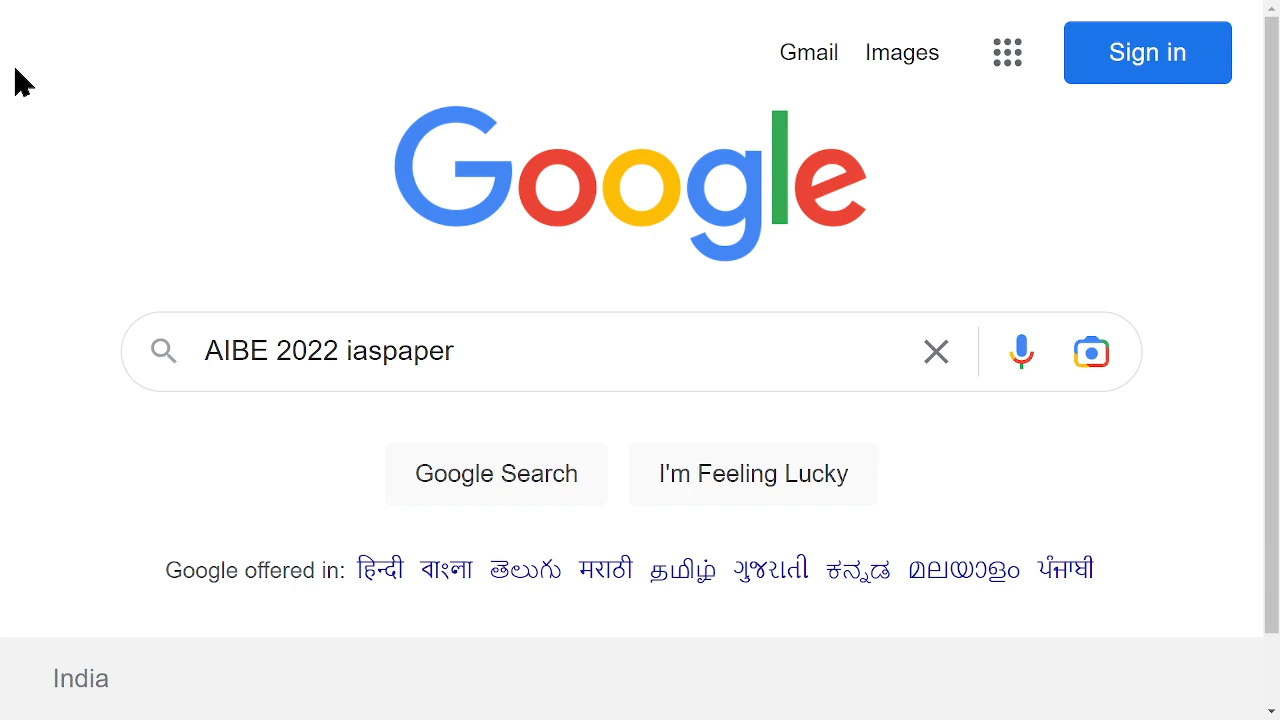 Gmail Images Sign in
Google
AIBE 2022 iaspaper
Google Search I'm Feeling Lucky
Google offered in: हिन्दी বাংলা తెలుగు मराठी தமிழ் ગુજરાતી ಕನ್ನಡ മലയാളം ਪੰਜਾਬੀ
India